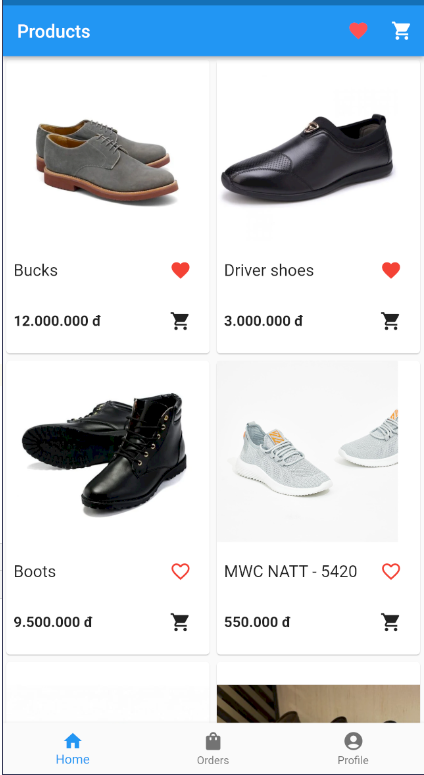 Products
Bucks
Driver shoes
12.000.000 đ
3.000.000 đ
Boots
MWC NATT - 5420
9.500.000 đ
550.000 đ
Home
Orders
Profile